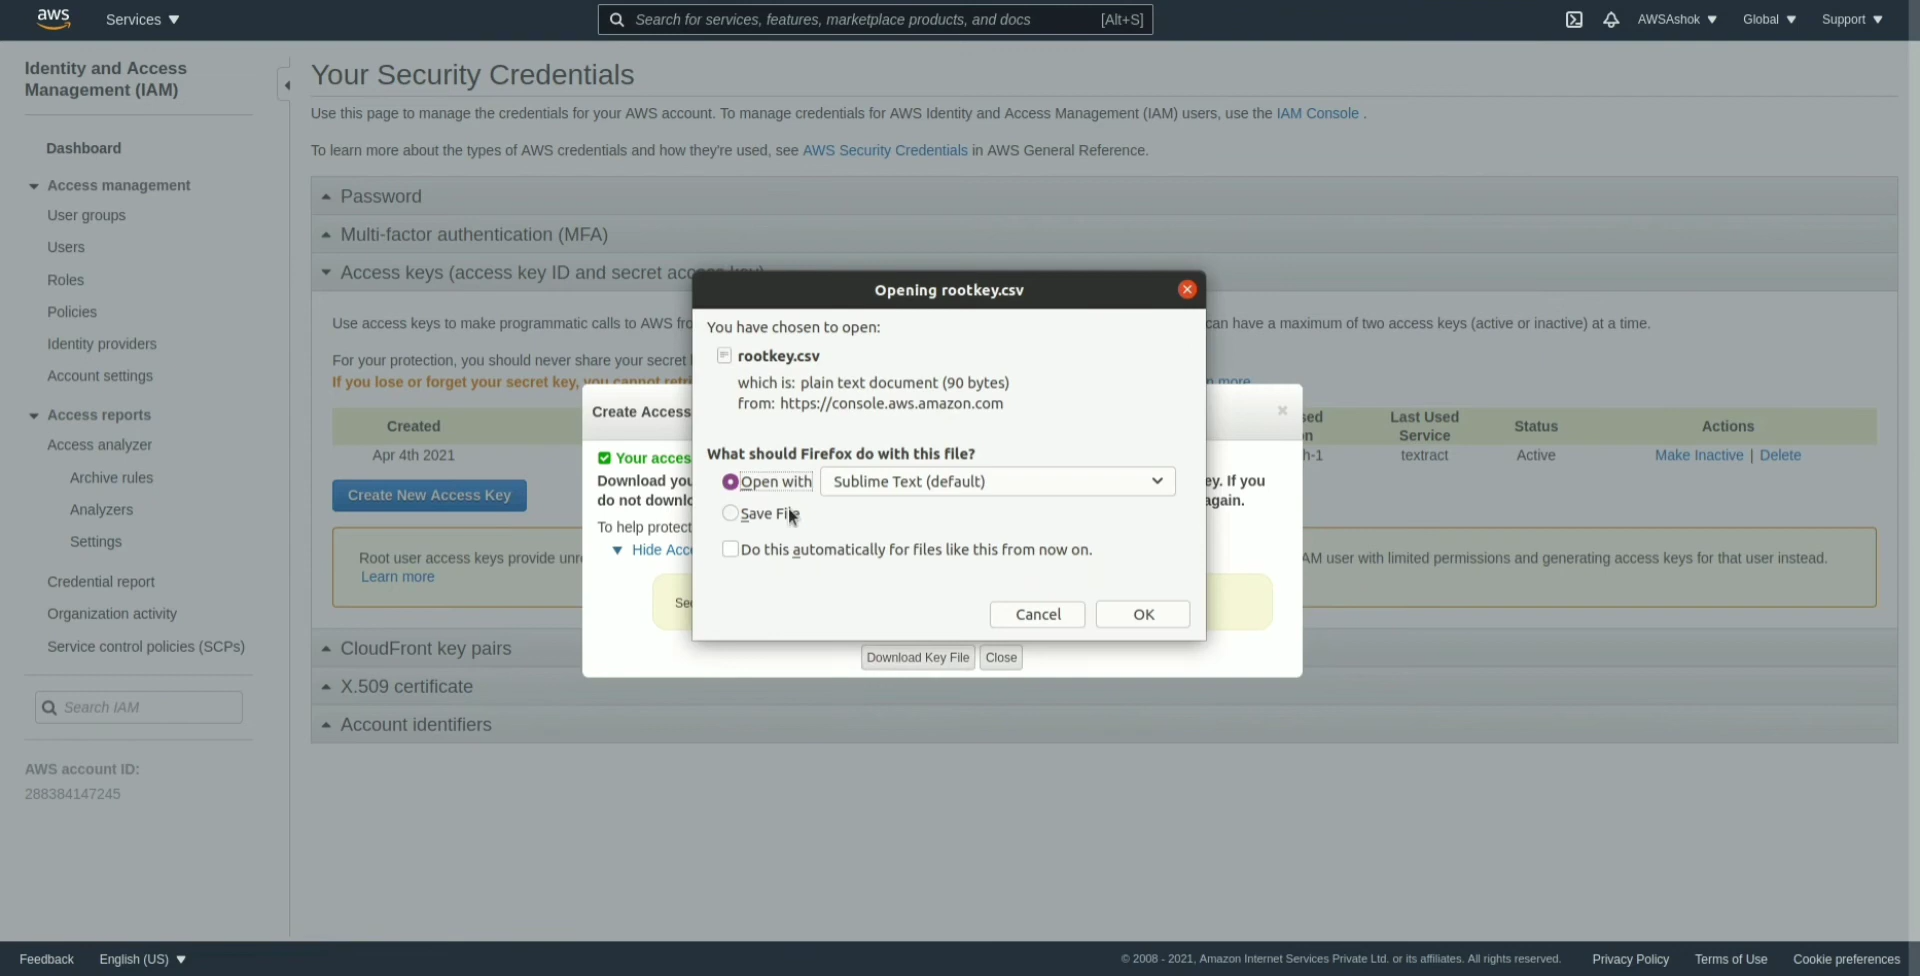 aws
Services
Search for services, features, marketplace products, and docs [Alt+S]
AWSAshok
Global
Support
Identity and Access
Management (IAM)
Dashboard
Access management
User groups
Users
Roles
Policies
Identity providers
Account settings
Access reports
Access analyzer
Archive rules
Analyzers
Settings
Credential report
Organization activity
Service control policies (SCPs)
Search IAM
AWS account ID:
288384147245
Your Security Credentials
Use this page to manage the credentials for your AWS account. To manage credentials for AWS Identity and Access Management (IAM) users, use the IAM Console .
To learn more about the types of AWS credentials and how they're used, see AWS Security Credentials in AWS General Reference.
Password
Multi-factor authentication (MFA)
Access keys (access key ID and secret access key)
Use access keys to make programmatic calls to AWS can have a maximum of two access keys (active or inactive) at a time.
For your protection, you should never share your secret
If you lose or forget your secret key, you cannot more
Created Last Used Status Actions
Service
Apr 4th 2021 textract Active Make Inactive | Delete
Create New Access Key
Root user access keys provide IAM user with limited permissions and generating access keys for that user instead.
Learn more
CloudFront key pairs
X.509 certificate
Account identifiers
Create Access
Your
Download If you
do not again.
To help protect
Hide
Download Key File
Close
Opening rootkey.csv
You have chosen to open:
rootkey.csv
which is: plain text document (90 bytes)
from: https://console.aws.amazon.com
What should Firefox do with this file?
Open with Sublime Text (default)
Save File
Do this automatically for files like this from now on.
Cancel OK
Feedback English (US) © 2008 - 2021, Amazon Internet Services Private Ltd. or its affiliates. All rights reserved. Privacy Policy Terms of Use Cookie preferences